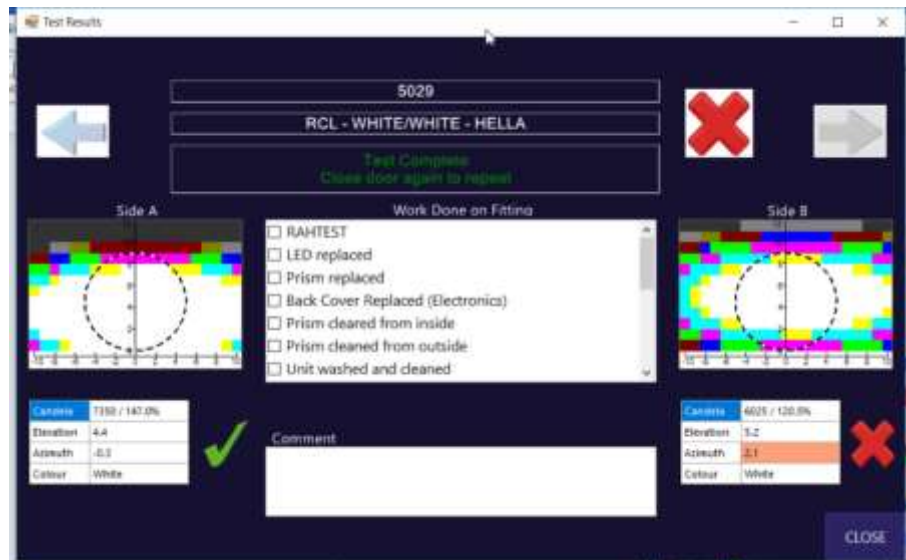 Test Results
5029
RCL - WHITE/WHITE - HELLA
Test Complete
Close door again to repeat
Side A
Work Done on Fitting
Side B
RAHTEST
LED replaced
Prism replaced
Back Cover Replaced (Electronics)
Prism cleared from inside
Prism cleaned from outside
Unit washed and cleaned
Candela 7350 / 147.0%
Elevation 4.4
Azimuth -0.3
Colour White
Comment
Candela 6025 / 120.5%
Elevation 5.2
Azimuth 2.1
Colour White
CLOSE